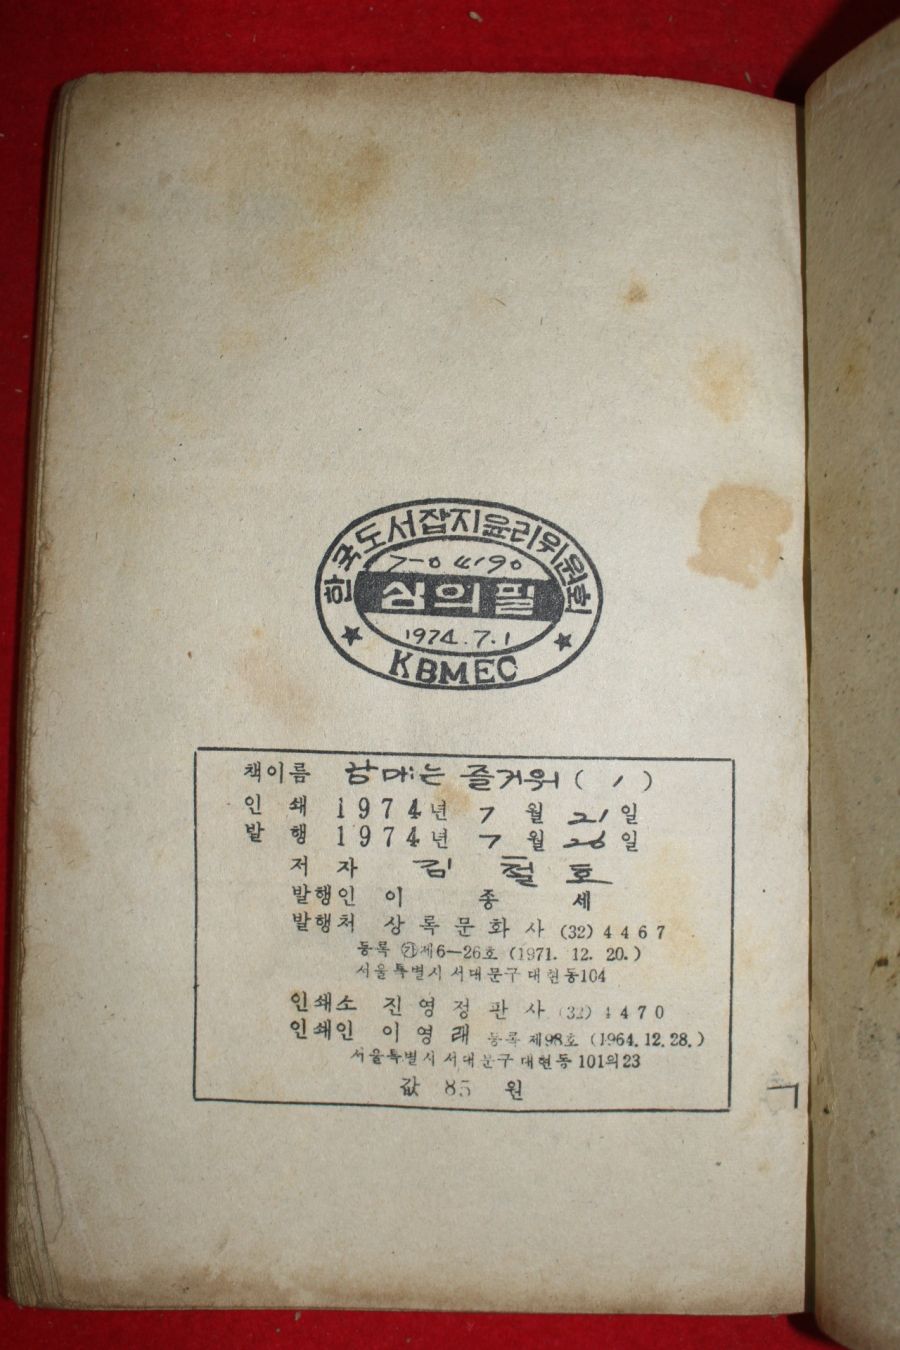 한국도서잡지윤리위원회
7-0 4190
심의필
1974.7.1
KBMEC
책이름 는 즐거워 ( 1 )
인 쇄 1974년 7 월 21 일
발 행 1974년 7 월 26 일
저 자 김 철 호
발행인 이 종 세
발행처 상록문화사 (32) 4467
등록 ㉮제6—26호 (1971. 12. 20.)
서울특별시 서대문구 대현동104
인쇄소 진영정판사 (32) 4470
인쇄인 이영래 등록 제98호 (1964.12.28.)
서울특별시 서대문구 대현동 101의23
값 85 원
ㄱ